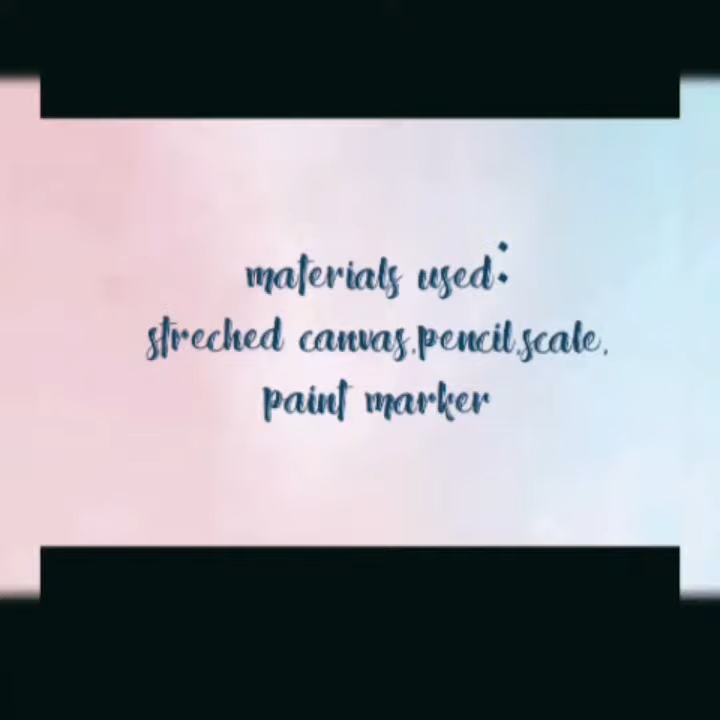 materials used:
streched canvas,pencil,scale,
paint marker